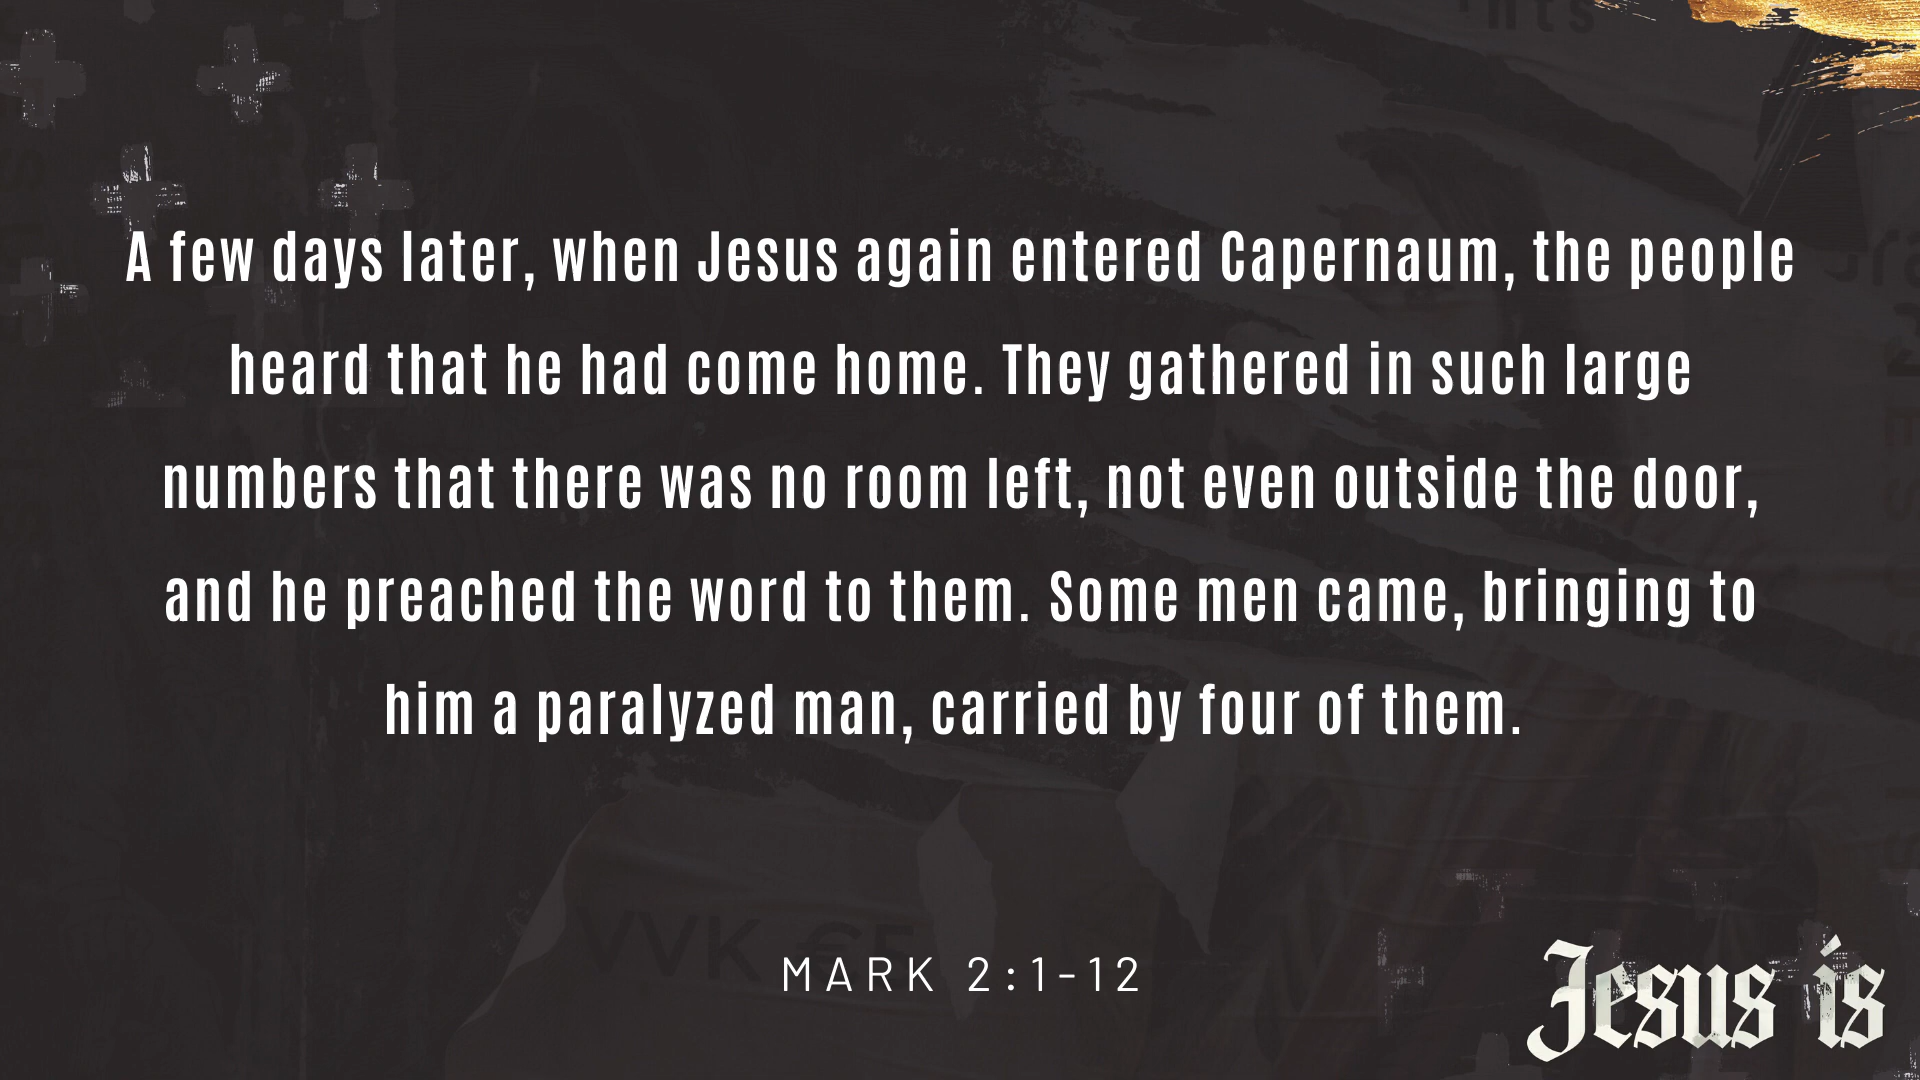 nts
A few days later, when Jesus again entered Capernaum, the people
heard that he had come home. They gathered in such large
numbers that there was no room left, not even outside the door,
and he preached the word to them. Some men came, bringing to
him a paralyzed man, carried by four of them.
VVK €5
MARK 2:1-12
Jesus is